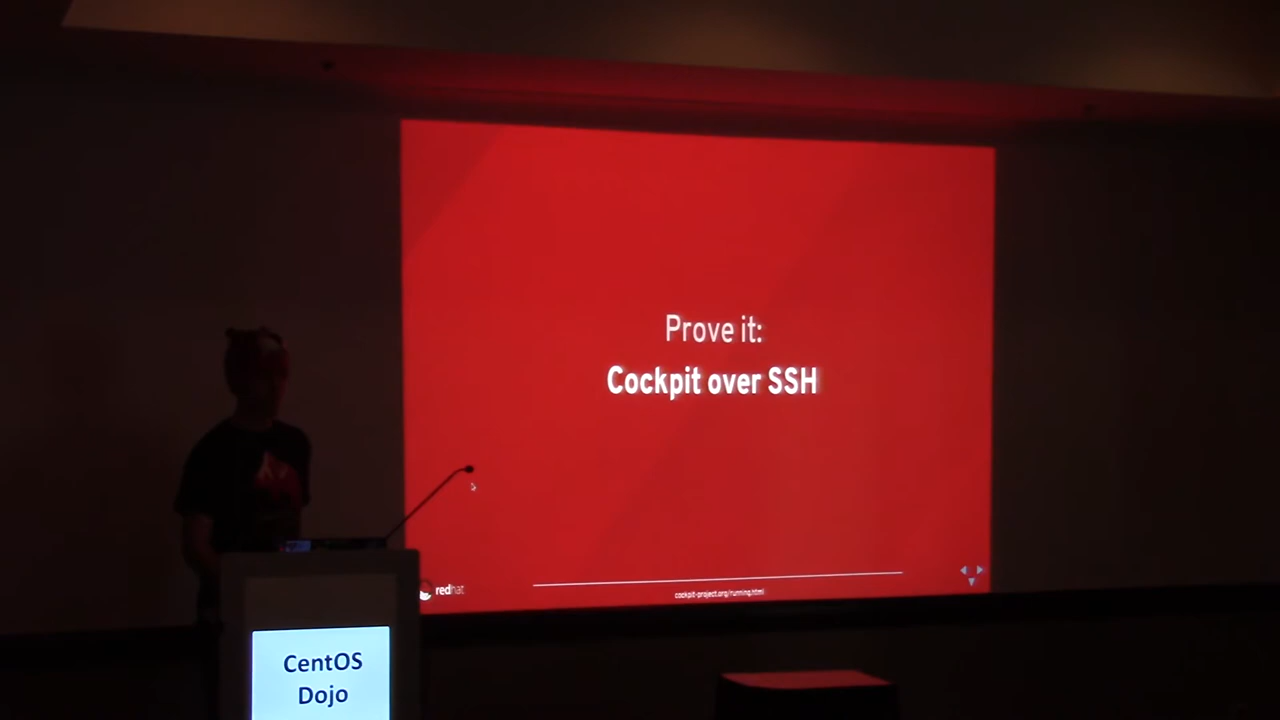 Prove it:
Cockpit over SSH
redhat
cockpit-project.org/running.html
CentOS
Dojo